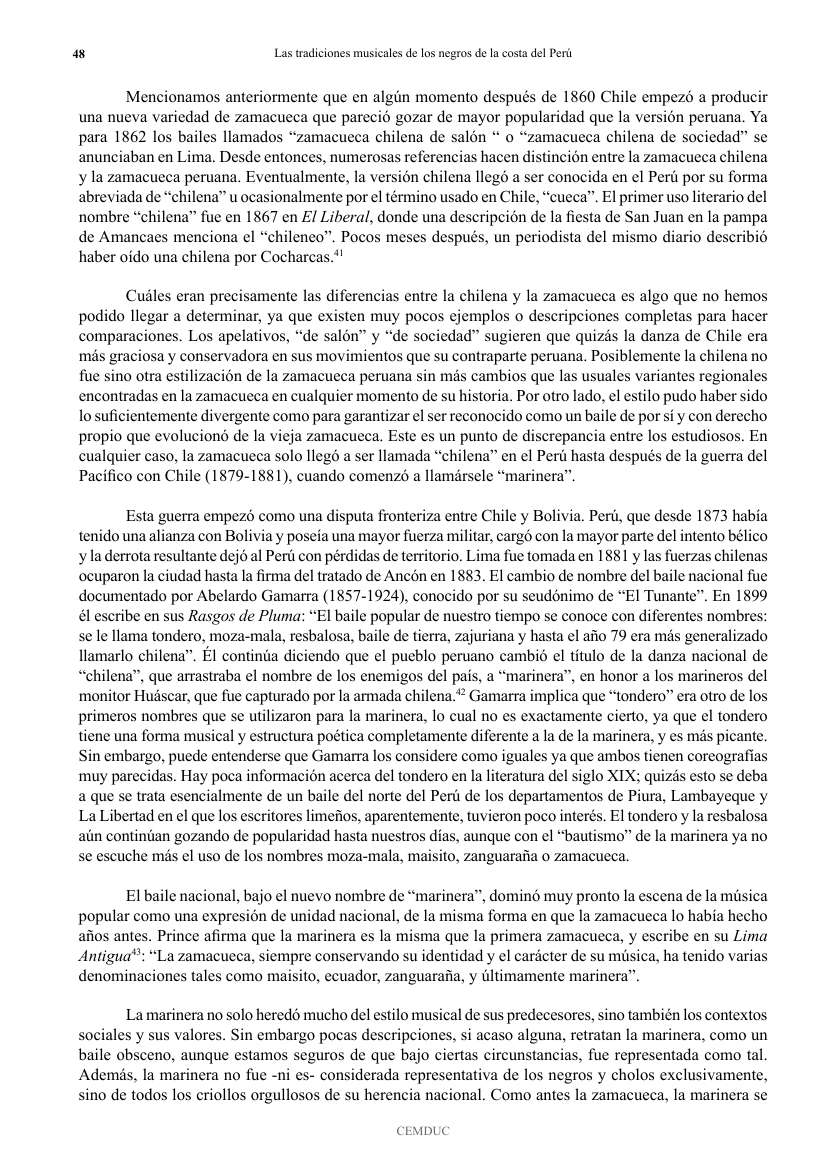 48
Las tradiciones musicales de los negros de la costa del Perú
Mencionamos anteriormente que en algún momento después de 1860 Chile empezó a producir
una nueva variedad de zamacueca que pareció gozar de mayor popularidad que la versión peruana. Ya
para 1862 los bailes llamados “zamacueca chilena de salón “ o “zamacueca chilena de sociedad” se
anunciaban en Lima. Desde entonces, numerosas referencias hacen distinción entre la zamacueca chilena
y la zamacueca peruana. Eventualmente, la versión chilena llegó a ser conocida en el Perú por su forma
abreviada de “chilena” u ocasionalmente por el término usado en Chile, “cueca”. El primer uso literario del
nombre “chilena” fue en 1867 en El Liberal, donde una descripción de la fiesta de San Juan en la pampa
de Amancaes menciona el “chileneo”. Pocos meses después, un periodista del mismo diario describió
haber oído una chilena por Cocharcas.41
Cuáles eran precisamente las diferencias entre la chilena y la zamacueca es algo que no hemos
podido llegar a determinar, ya que existen muy pocos ejemplos o descripciones completas para hacer
comparaciones. Los apelativos, “de salón” y “de sociedad” sugieren que quizás la danza de Chile era
más graciosa y conservadora en sus movimientos que su contraparte peruana. Posiblemente la chilena no
fue sino otra estilización de la zamacueca peruana sin más cambios que las usuales variantes regionales
encontradas en la zamacueca en cualquier momento de su historia. Por otro lado, el estilo pudo haber sido
lo suficientemente divergente como para garantizar el ser reconocido como un baile de por sí y con derecho
propio que evolucionó de la vieja zamacueca. Este es un punto de discrepancia entre los estudiosos. En
cualquier caso, la zamacueca solo llegó a ser llamada “chilena” en el Perú hasta después de la guerra del
Pacífico con Chile (1879-1881), cuando comenzó a llamársele “marinera”.
Esta guerra empezó como una disputa fronteriza entre Chile y Bolivia. Perú, que desde 1873 había
tenido una alianza con Bolivia y poseía una mayor fuerza militar, cargó con la mayor parte del intento bélico
y la derrota resultante dejó al Perú con pérdidas de territorio. Lima fue tomada en 1881 y las fuerzas chilenas
ocuparon la ciudad hasta la firma del tratado de Ancón en 1883. El cambio de nombre del baile nacional fue
documentado por Abelardo Gamarra (1857-1924), conocido por su seudónimo de “El Tunante”. En 1899
él escribe en sus Rasgos de Pluma: “El baile popular de nuestro tiempo se conoce con diferentes nombres:
se le llama tondero, moza-mala, resbalosa, baile de tierra, zajuriana y hasta el año 79 era más generalizado
llamarlo chilena”. Él continúa diciendo que el pueblo peruano cambió el título de la danza nacional de
“chilena”, que arrastraba el nombre de los enemigos del país, a “marinera”, en honor a los marineros del
monitor Huáscar, que fue capturado por la armada chilena.42 Gamarra implica que “tondero” era otro de los
primeros nombres que se utilizaron para la marinera, lo cual no es exactamente cierto, ya que el tondero
tiene una forma musical y estructura poética completamente diferente a la de la marinera, y es más picante.
Sin embargo, puede entenderse que Gamarra los considere como iguales ya que ambos tienen coreografías
muy parecidas. Hay poca información acerca del tondero en la literatura del siglo XIX; quizás esto se deba
a que se trata esencialmente de un baile del norte del Perú de los departamentos de Piura, Lambayeque y
La Libertad en el que los escritores limeños, aparentemente, tuvieron poco interés. El tondero y la resbalosa
aún continúan gozando de popularidad hasta nuestros días, aunque con el “bautismo” de la marinera ya no
se escuche más el uso de los nombres moza-mala, maisito, zanguaraña o zamacueca.
El baile nacional, bajo el nuevo nombre de “marinera”, dominó muy pronto la escena de la música
popular como una expresión de unidad nacional, de la misma forma en que la zamacueca lo había hecho
años antes. Prince afirma que la marinera es la misma que la primera zamacueca, y escribe en su Lima
Antigua43: “La zamacueca, siempre conservando su identidad y el carácter de su música, ha tenido varias
denominaciones tales como maisito, ecuador, zanguaraña, y últimamente marinera”.
La marinera no solo heredó mucho del estilo musical de sus predecesores, sino también los contextos
sociales y sus valores. Sin embargo pocas descripciones, si acaso alguna, retratan la marinera, como un
baile obsceno, aunque estamos seguros de que bajo ciertas circunstancias, fue representada como tal.
Además, la marinera no fue -ni es- considerada representativa de los negros y cholos exclusivamente,
sino de todos los criollos orgullosos de su herencia nacional. Como antes la zamacueca, la marinera se
CEMDUC